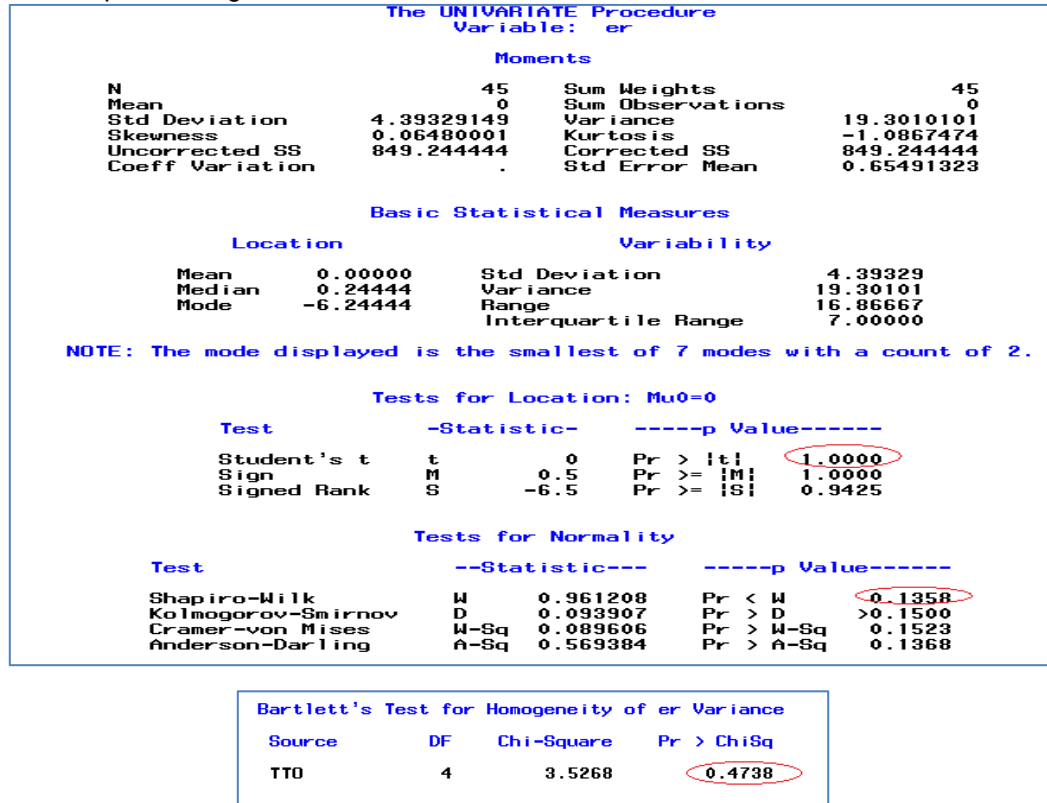 The UNIVARIATE Procedure
Variable: er
Moments
N 45 Sum Weights 45
Mean 0 Sum Observations 0
Std Deviation 4.39329149 Variance 19.3010101
Skewness 0.06480001 Kurtosis -1.0867474
Uncorrected SS 849.244444 Corrected SS 849.244444
Coeff Variation . Std Error Mean 0.65491323
Basic Statistical Measures
Location Variability
Mean 0.00000 Std Deviation 4.39329
Median 0.24444 Variance 19.30101
Mode -6.24444 Range 16.86667
Interquartile Range 7.00000
NOTE: The mode displayed is the smallest of 7 modes with a count of 2.
Tests for Location: Mu0=0
Test -Statistic- -----p Value------
Student's t t 0 Pr > |t| 1.0000
Sign M 0.5 Pr >= |M| 1.0000
Signed Rank S -6.5 Pr >= |S| 0.9425
Tests for Normality
Test --Statistic--- -----p Value------
Shapiro-Wilk W 0.961208 Pr < W 0.1358
Kolmogorov-Smirnov D 0.093907 Pr > D >0.1500
Cramer-von Mises W-Sq 0.089606 Pr > W-Sq 0.1523
Anderson-Darling A-Sq 0.569384 Pr > A-Sq 0.1368
Bartlett's Test for Homogeneity of er Variance
Source DF Chi-Square Pr > ChiSq
TTO 4 3.5268 0.4738